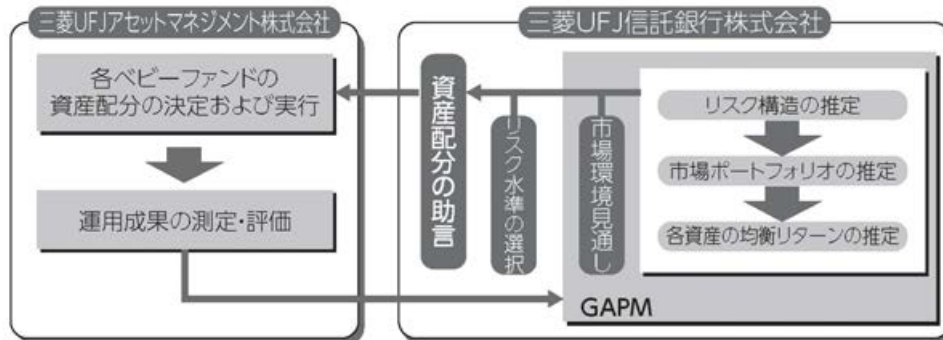 三菱UFJアセットマネジメント株式会社
各ベビーファンドの
資産配分の決定および実行
運用成果の測定・評価
三菱UFJ信託銀行株式会社
資産配分の助言
リスク水準の選択
市場環境見通し
リスク構造の推定
市場ポートフォリオの推定
各資産の均衡リターンの推定
GAPM